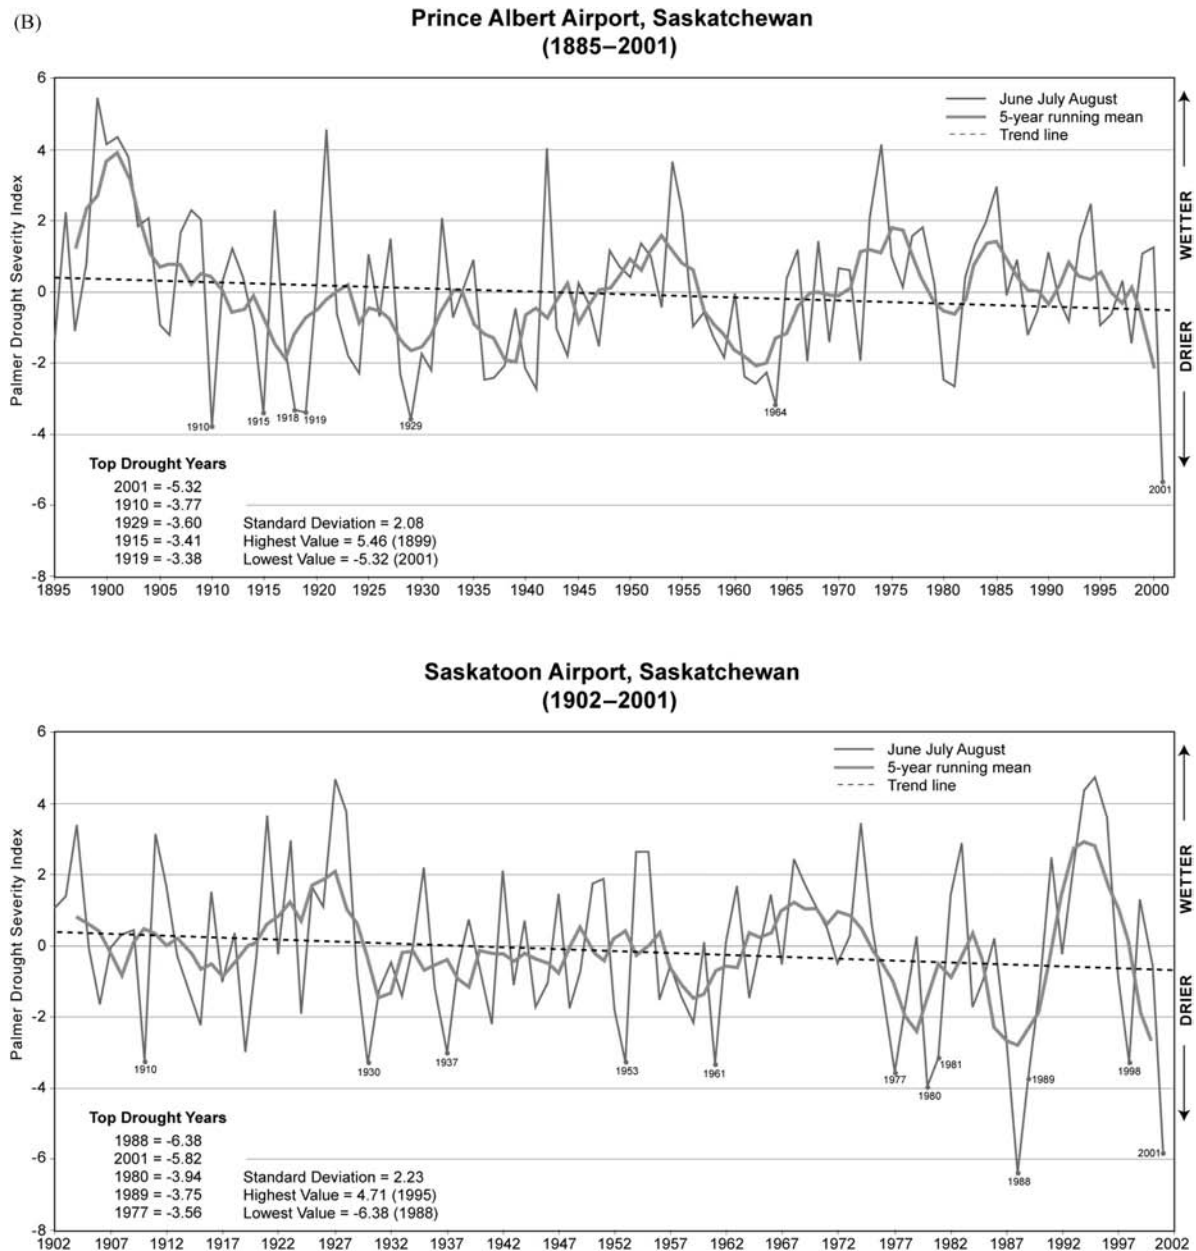 (B)
Prince Albert Airport, Saskatchewan
(1885–2001)
6
4
2
0
-2
-4
-6
-8
Palmer Drought Severity Index
June July August
5-year running mean
Trend line
WETTER
DRIER
1910
1915
1918
1919
1929
1964
2001
Top Drought Years
2001 = -5.32
1910 = -3.77
1929 = -3.60
1915 = -3.41
1919 = -3.38
Standard Deviation = 2.08
Highest Value = 5.46 (1899)
Lowest Value = -5.32 (2001)
1895 1900 1905 1910 1915 1920 1925 1930 1935 1940 1945 1950 1955 1960 1965 1970 1975 1980 1985 1990 1995 2000
Saskatoon Airport, Saskatchewan
(1902–2001)
6
4
2
0
-2
-4
-6
-8
Palmer Drought Severity Index
June July August
5-year running mean
Trend line
WETTER
DRIER
1910
1930
1937
1953
1961
1977
1980
1981
1988
1989
1998
2001
Top Drought Years
1988 = -6.38
2001 = -5.82
1980 = -3.94
1989 = -3.75
1977 = -3.56
Standard Deviation = 2.23
Highest Value = 4.71 (1995)
Lowest Value = -6.38 (1988)
1902 1907 1912 1917 1922 1927 1932 1937 1942 1947 1952 1957 1962 1967 1972 1977 1982 1987 1992 1997 2002